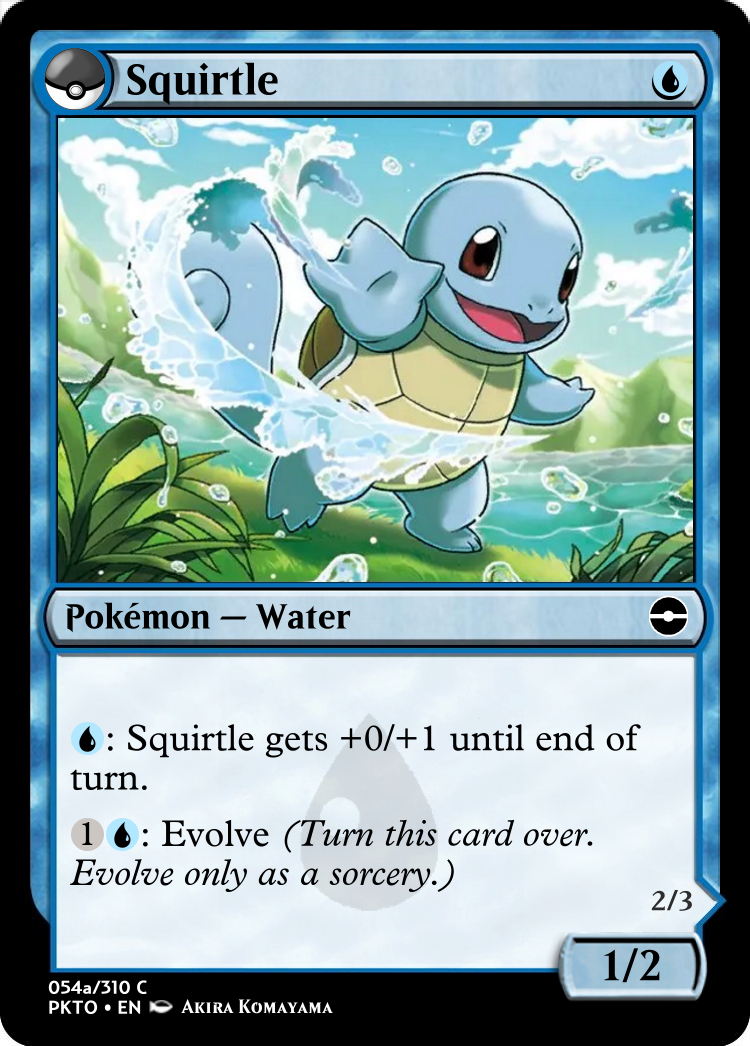 Squirtle
Pokémon — Water
: Squirtle gets +0/+1 until end of
turn.
1 : Evolve (Turn this card over.
Evolve only as a sorcery.)
2/3
1/2
054a/310 C
PKTO • EN Akira Komayama